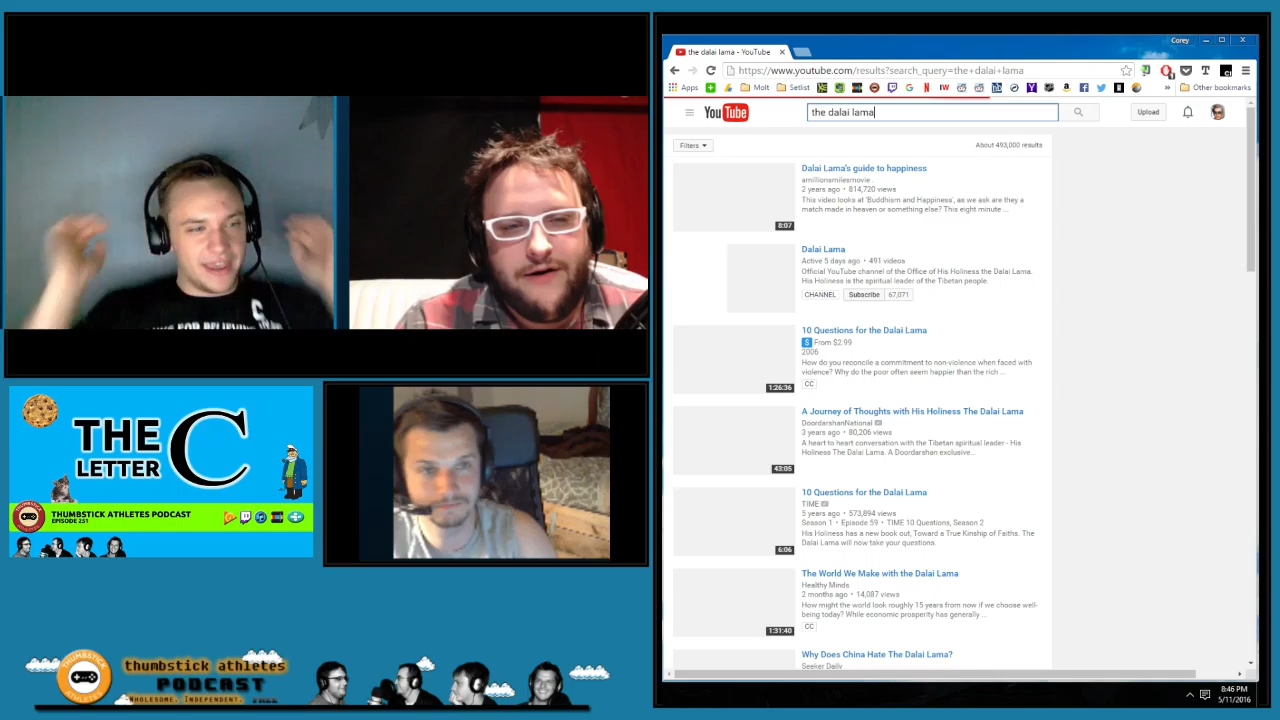 Corey
the dalai lama - YouTube
https://www.youtube.com/results?search_query=the+dalai+lama
Apps
Molt
Setlist
Other bookmarks
YouTube
the dalai lama
Upload
Filters
About 493,000 results
Dalai Lama's guide to happiness
amillionsmilesmovie .
2 years ago • 814,720 views
This video looks at 'Buddhism and Happiness', as we ask are they a
match made in heaven or something else? This eight minute ...
8:07
Dalai Lama
Active 5 days ago • 491 videos
Official YouTube channel of the Office of His Holiness the Dalai Lama.
His Holiness is the spiritual leader of the Tibetan people.
CHANNEL
Subscribe 67,071
10 Questions for the Dalai Lama
$ From $2.99
2006
How do you reconcile a commitment to non-violence when faced with
violence? Why do the poor often seem happier than the rich ...
1:26:36
CC
A Journey of Thoughts with His Holiness The Dalai Lama
DoordarshanNational
3 years ago • 80,206 views
A heart to heart conversation with the Tibetan spiritual leader - His
Holiness The Dalai Lama. A Doordarshan exclusive...
43:05
10 Questions for the Dalai Lama
TIME
5 years ago • 573,894 views
Season 1 • Episode 59 • TIME 10 Questions, Season 2
His Holiness has a new book out, Toward a True Kinship of Faiths. The
Dalai Lama will now take your questions.
6:06
The World We Make with the Dalai Lama
Healthy Minds
2 months ago • 14,087 views
How might the world look roughly 15 years from now if we choose well-
being today? While economic prosperity has generally ...
1:31:40
CC
Why Does China Hate The Dalai Lama?
Seeker Daily
8:46 PM
5/11/2016
THE
LETTER
C
THUMBSTICK ATHLETES PODCAST
EPISODE 251
THUMBSTICK
ATHLETES
thumbstick athletes
PODCAST
WHOLESOME. INDEPENDENT. FREE